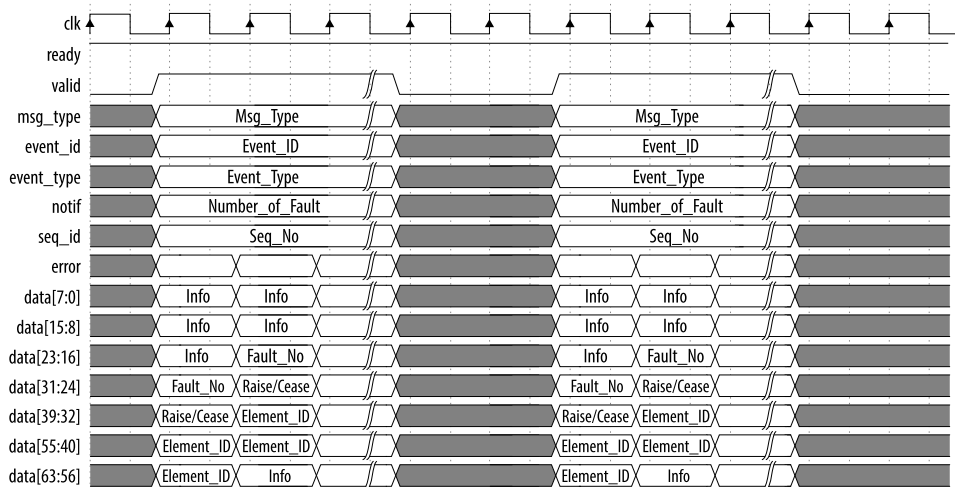 clk
ready
valid
msg_type Msg_Type Msg_Type
event_id Event_ID Event_ID
event_type Event_Type Event_Type
notif Number_of_Fault Number_of_Fault
seq_id Seq_No Seq_No
error
data[7:0] Info Info Info Info
data[15:8] Info Info Info Info
data[23:16] Info Fault_No Info Fault_No
data[31:24] Fault_No Raise/Cease Fault_No Raise/Cease
data[39:32] Raise/Cease Element_ID Raise/Cease Element_ID
data[55:40] Element_ID Element_ID Element_ID Element_ID
data[63:56] Element_ID Info Element_ID Info